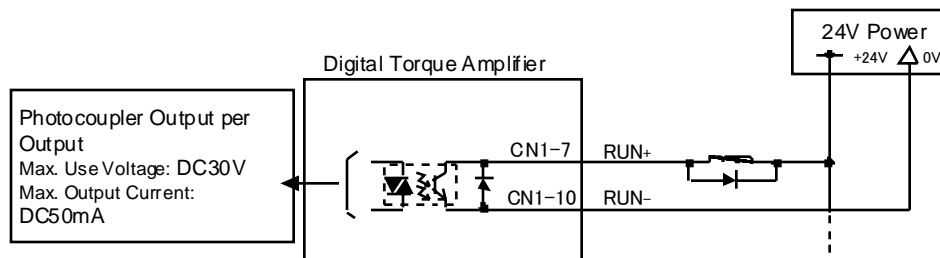 24V Power
+24V
0V
Digital Torque Amplifier
Photocoupler Output per
Output
Max. Use Voltage: DC30V
Max. Output Current:
DC50mA
CN1-7
RUN+
CN1-10
RUN-